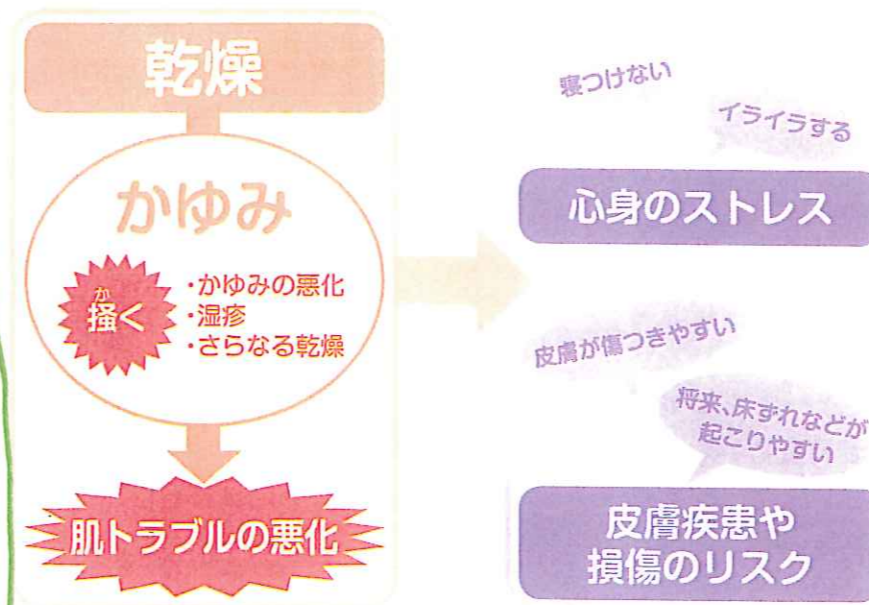 乾燥
かゆみ
か
掻く
・かゆみの悪化
・湿疹
・さらなる乾燥
肌トラブルの悪化
寝つけない
イライラする
心身のストレス
皮膚が傷つきやすい
将来、床ずれなどが
起こりやすい
皮膚疾患や
損傷のリスク